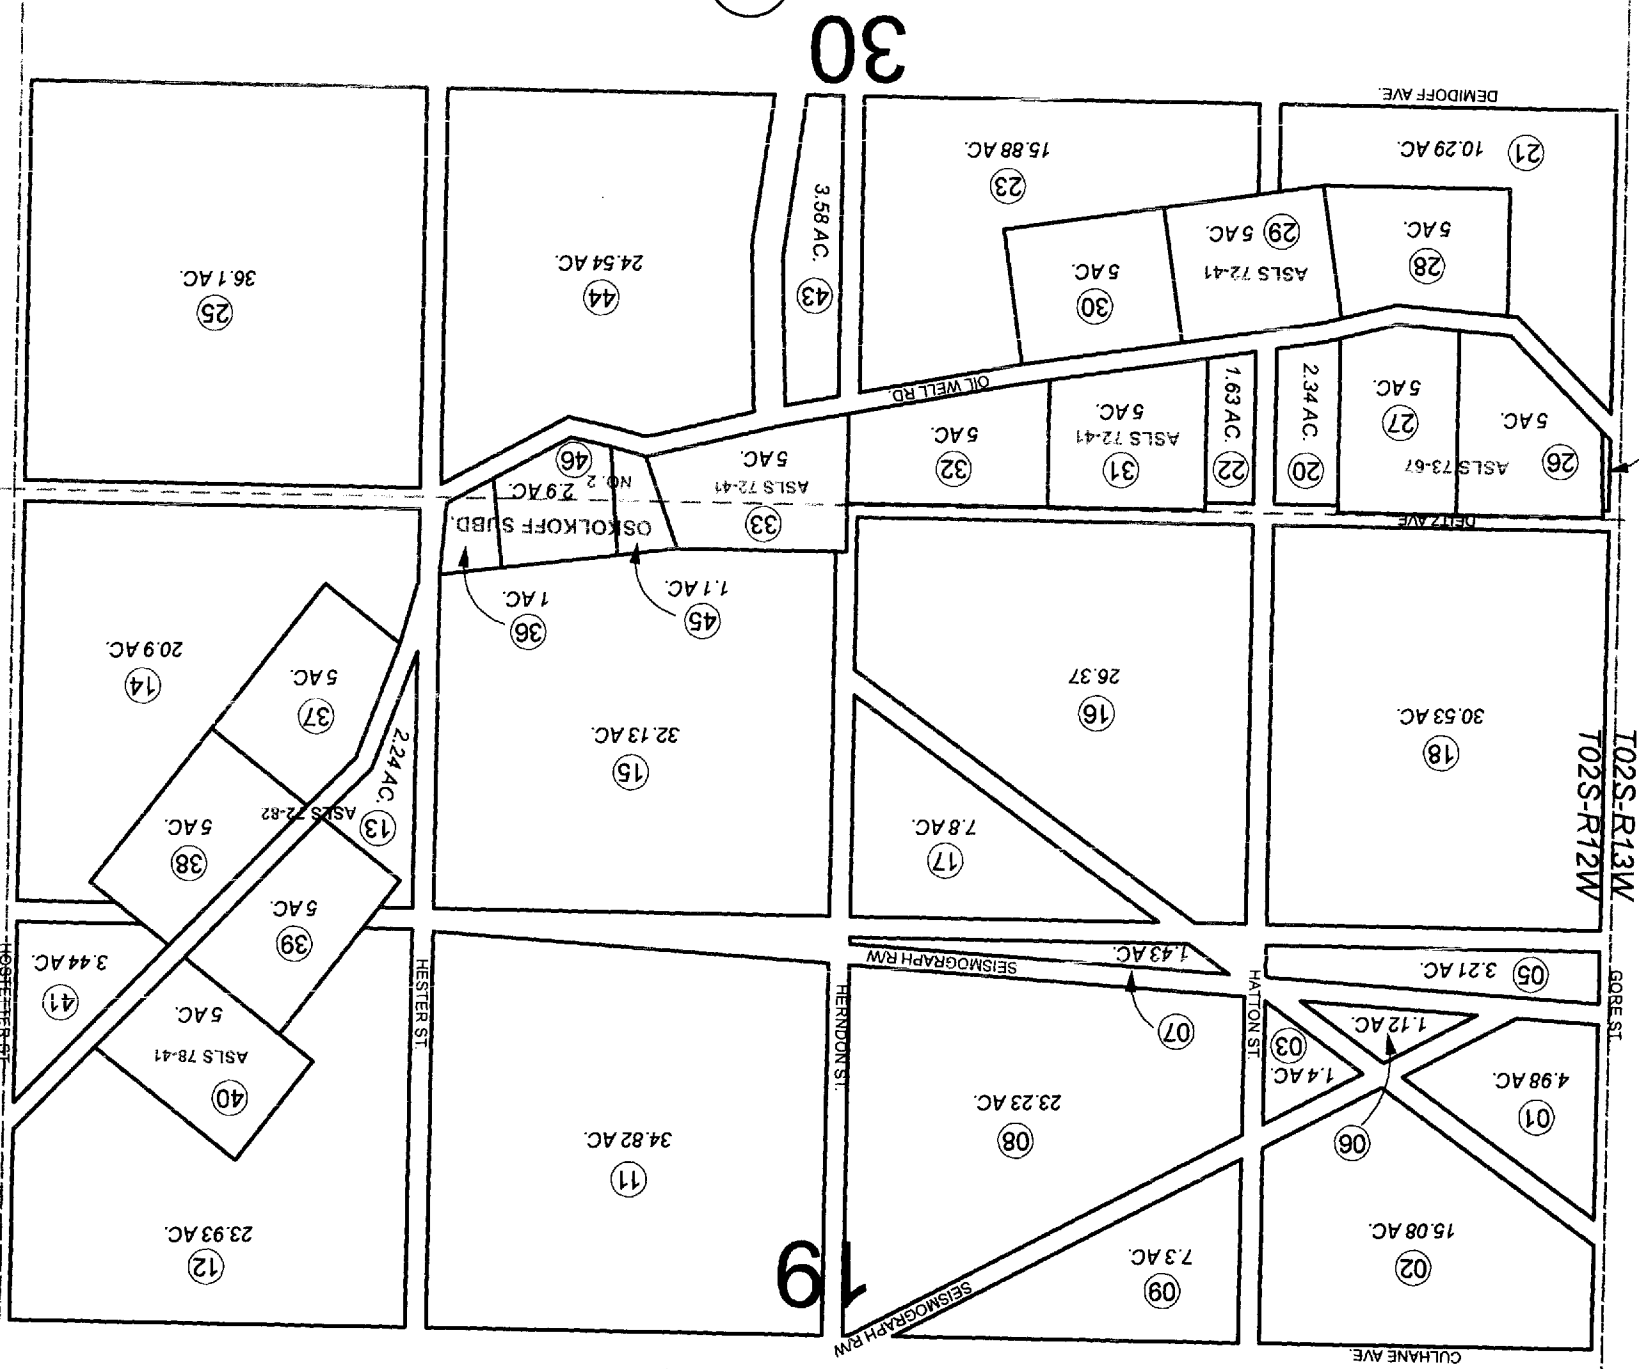 CULHANE AVE.
SEISMOGRAPH R/W
19
02
15.08 AC.
09
7.3 AC.
11
34.82 AC.
12
23.93 AC.
01
4.98 AC.
06
1.12 AC.
03
1.4 AC.
08
23.23 AC.
07
1.43 AC.
SEISMOGRAPH R/W
40
ASLS 78-41
5 AC.
41
3.44 AC.
GORE ST.
HATTON ST.
HERNDON ST.
HESTER ST.
HOSTETTER ST.
05
3.21 AC.
39
5 AC.
T02S-R13W
T02S-R12W
18
30.53 AC.
16
26.37
17
7.8 AC.
15
32.13 AC.
13
2.24 AC.
ASLS 72-82
38
5 AC.
37
5 AC.
14
20.9 AC.
45
1.1 AC.
36
1 AC.
DEITZ AVE
OSKOLKOFF SUBD.
NO. 2
46
2.9 AC.
33
ASLS 72-41
5 AC.
26
5 AC.
ASLS 73-67
27
5 AC.
20
2.34 AC.
22
1.63 AC.
31
ASLS 72-41
5 AC.
32
5 AC.
OIL WELL RD.
28
5 AC.
ASLS 72-41
29
5 AC.
30
5 AC.
43
3.58 AC.
44
24.54 AC.
25
36.1 AC.
21
10.29 AC.
23
15.88 AC.
DEMIDOFF AVE.
30